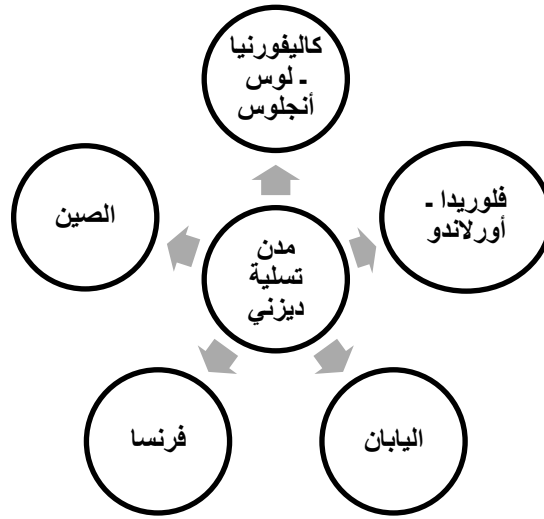 كاليفورنيا
- لوس
أنجلوس
فلوريدا -
أورلاندو
الصين
مدن
تسلية
ديزني
اليابان
فرنسا